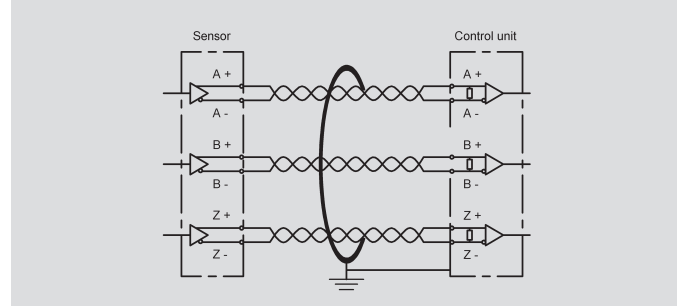 Sensor
Control unit
A +
A +
A -
A -
B +
B +
B -
B -
Z +
Z +
Z -
Z -